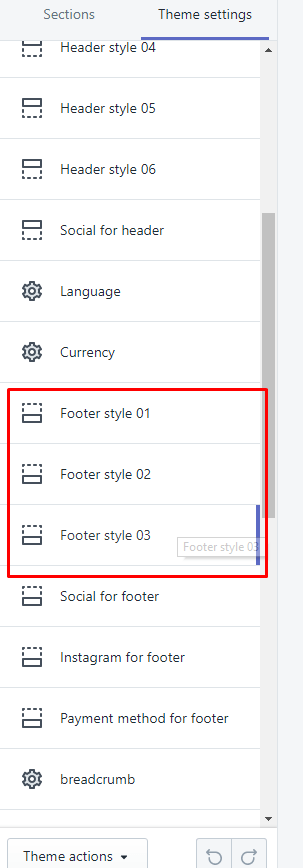 Sections
Theme settings
Header style 04
Header style 05
Header style 06
Social for header
Language
Currency
Footer style 01
Footer style 02
Footer style 03
Footer style 03
Social for footer
Instagram for footer
Payment method for footer
breadcrumb
Theme actions